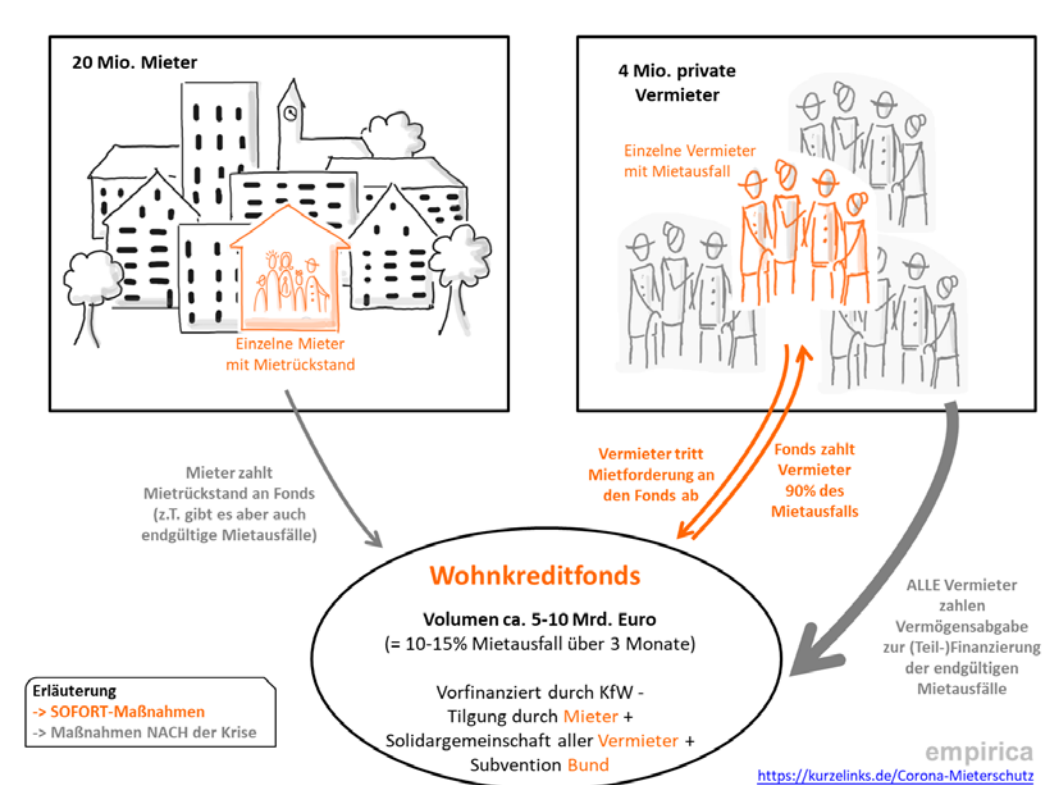 20 Mio. Mieter
Einzelne Mieter
mit Mietrückstand
4 Mio. private
Vermieter
Einzelne Vermieter
mit Mietausfall
Mieter zahlt
Mietrückstand an Fonds
(z.T. gibt es aber auch
endgültige Mietausfälle)
Vermieter tritt
Mietforderung an
den Fonds ab
Fonds zahlt
Vermieter
90% des
Mietausfalls
ALLE Vermieter
zahlen
Vermögensabgabe
zur (Teil-)Finanzierung
der endgültigen
Mietausfälle
Wohnkreditfonds
Volumen ca. 5-10 Mrd. Euro
(= 10-15% Mietausfall über 3 Monate)
Vorfinanziert durch KfW -
Tilgung durch Mieter +
Solidargemeinschaft aller Vermieter +
Subvention Bund
Erläuterung
-> SOFORT-Maßnahmen
-> Maßnahmen NACH der Krise
empirica
https://kurzelinks.de/Corona-Mieterschutz